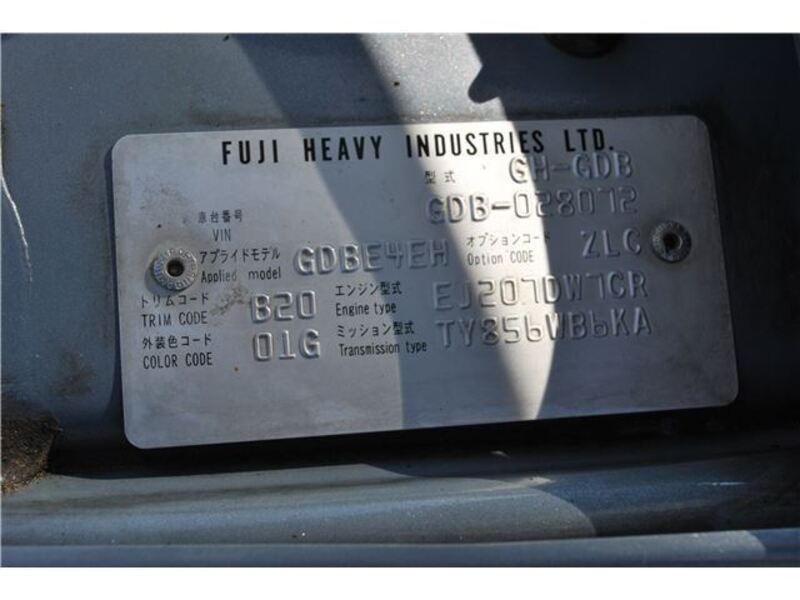 FUJI HEAVY INDUSTRIES LTD.
型式 GH-GDB
車台番号 GDB-028072
VIN
アプライドモデル GDBE4EH オプションコード ZLC
Applied model Option CODE
トリムコード B20 エンジン型式 EJ207DW7CR
TRIM CODE Engine type
外装色コード 01G ミッション型式 TY856WB6KA
COLOR CODE Transmission type